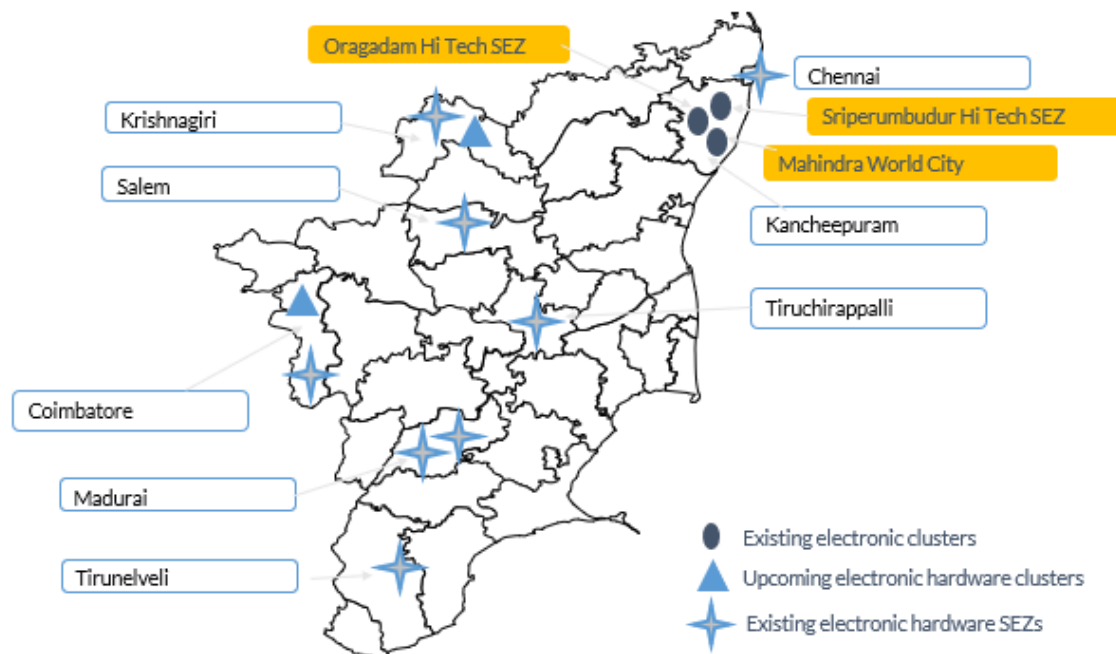 Oragadam Hi Tech SEZ
Chennai
Krishnagiri
Sriperumbudur Hi Tech SEZ
Mahindra World City
Salem
Kancheepuram
Tiruchirappalli
Coimbatore
Madurai
Existing electronic clusters
Tirunelveli
Upcoming electronic hardware clusters
Existing electronic hardware SEZs